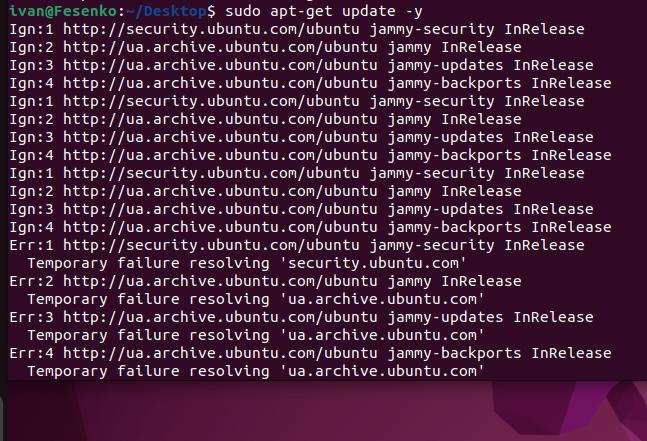 ivan@Fesenko:~/Desktop$ sudo apt-get update -y
Ign:1 http://security.ubuntu.com/ubuntu jammy-security InRelease
Ign:2 http://ua.archive.ubuntu.com/ubuntu jammy InRelease
Ign:3 http://ua.archive.ubuntu.com/ubuntu jammy-updates InRelease
Ign:4 http://ua.archive.ubuntu.com/ubuntu jammy-backports InRelease
Ign:1 http://security.ubuntu.com/ubuntu jammy-security InRelease
Ign:2 http://ua.archive.ubuntu.com/ubuntu jammy InRelease
Ign:3 http://ua.archive.ubuntu.com/ubuntu jammy-updates InRelease
Ign:4 http://ua.archive.ubuntu.com/ubuntu jammy-backports InRelease
Ign:1 http://security.ubuntu.com/ubuntu jammy-security InRelease
Ign:2 http://ua.archive.ubuntu.com/ubuntu jammy InRelease
Ign:3 http://ua.archive.ubuntu.com/ubuntu jammy-updates InRelease
Ign:4 http://ua.archive.ubuntu.com/ubuntu jammy-backports InRelease
Err:1 http://security.ubuntu.com/ubuntu jammy-security InRelease
  Temporary failure resolving 'security.ubuntu.com'
Err:2 http://ua.archive.ubuntu.com/ubuntu jammy InRelease
  Temporary failure resolving 'ua.archive.ubuntu.com'
Err:3 http://ua.archive.ubuntu.com/ubuntu jammy-updates InRelease
  Temporary failure resolving 'ua.archive.ubuntu.com'
Err:4 http://ua.archive.ubuntu.com/ubuntu jammy-backports InRelease
  Temporary failure resolving 'ua.archive.ubuntu.com'